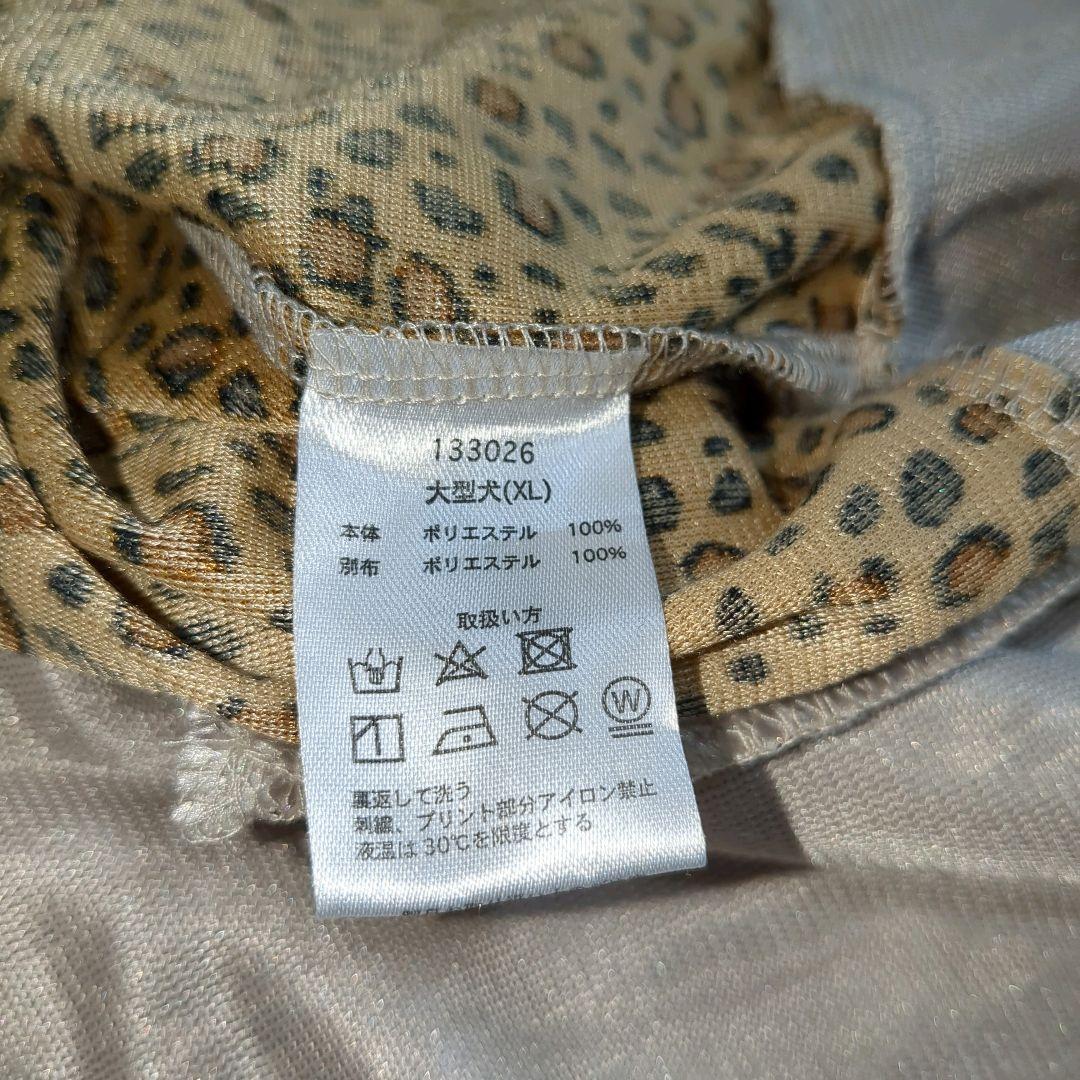 133026
大型犬(XL)
本体 ポリエステル 100%
別布 ポリエステル 100%
取扱い方
W
裏返して洗う
刺繍、プリント部分アイロン禁止
液温は30℃を限度とする